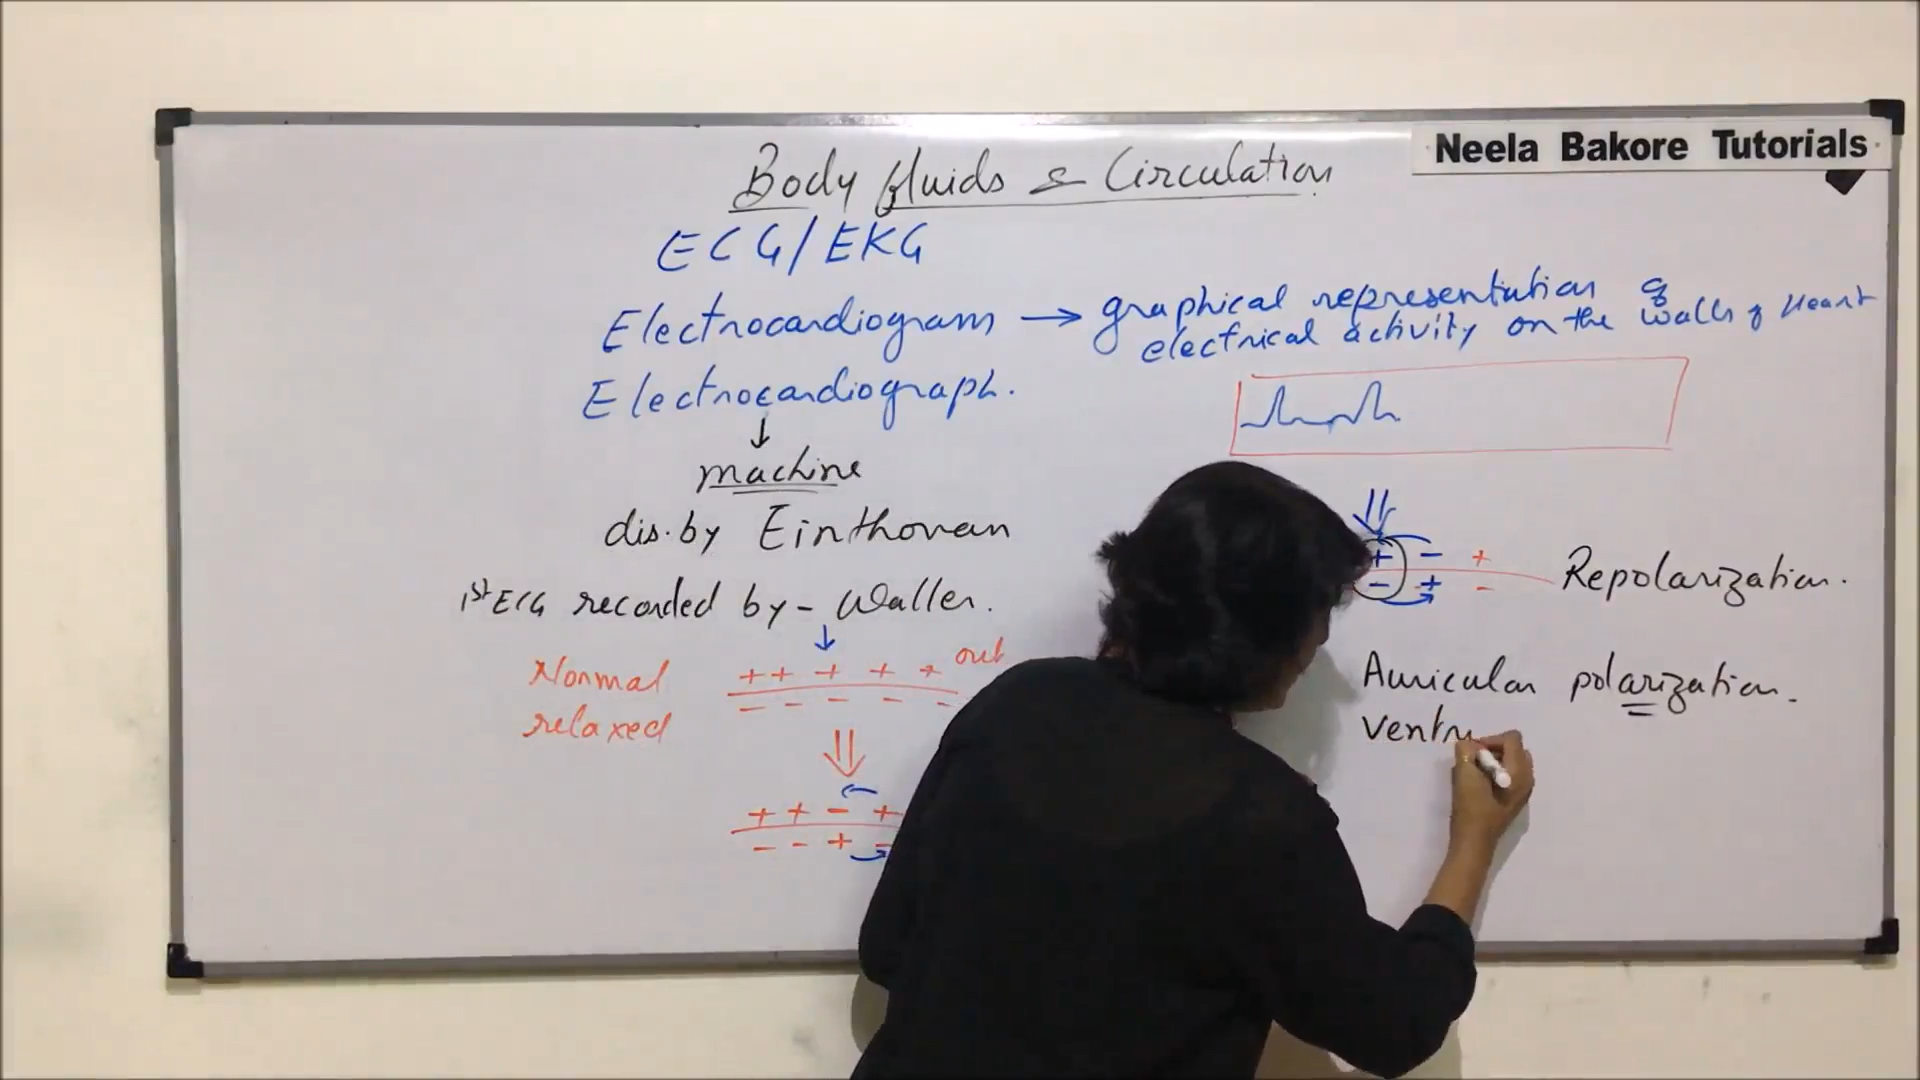 Neela Bakore Tutorials
Body fluids & Circulation
ECG/EKG
Electrocardiogram → graphical representation of
electrical activity on the walls of Heart
Electrocardiograph.
↓
machine
dis. by Einthovan
1st ECG recorded by - Waller.
↓
Normal
relaxed
+ + + + + out
- - - - -
+ + - +
- - + -
+ - +
- + -
Repolarization.
Auricular polarization.
Ventr